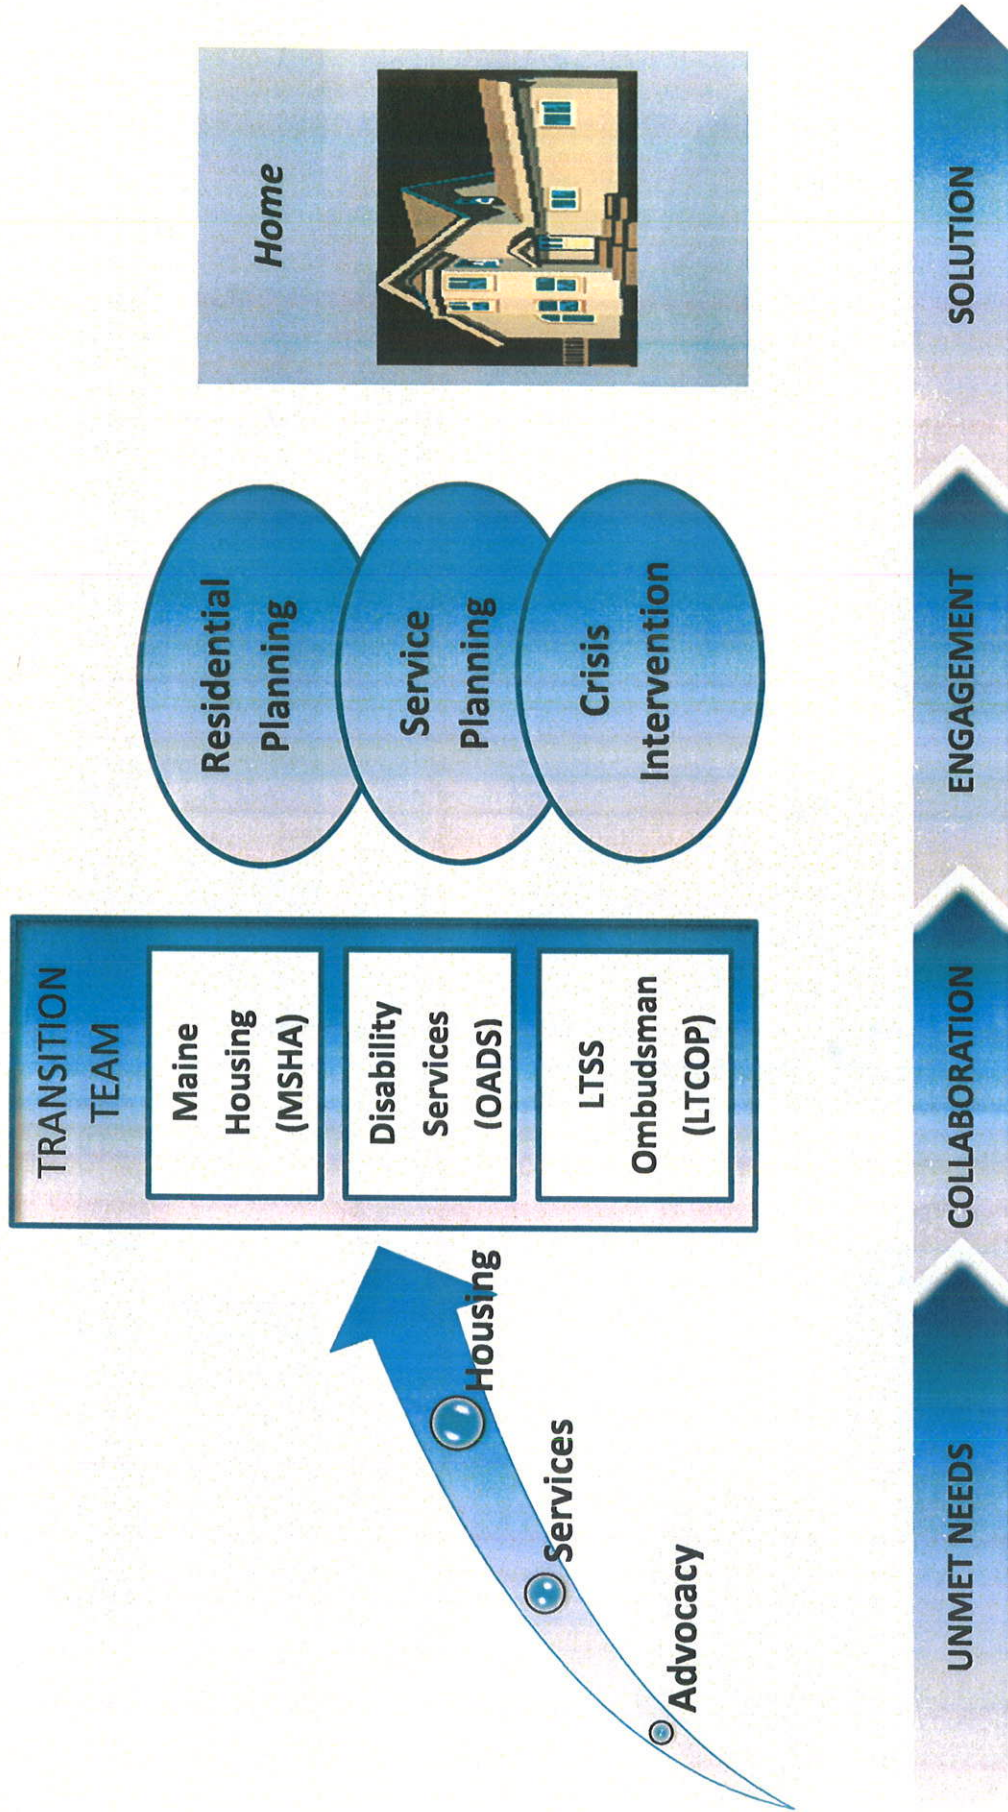 Advocacy
Services
Housing
TRANSITION
TEAM
Maine
Housing
(MSHA)
Disability
Services
(OADS)
LTSS
Ombudsman
(LTCOP)
Residential
Planning
Service
Planning
Crisis
Intervention
Home
UNMET NEEDS
COLLABORATION
ENGAGEMENT
SOLUTION